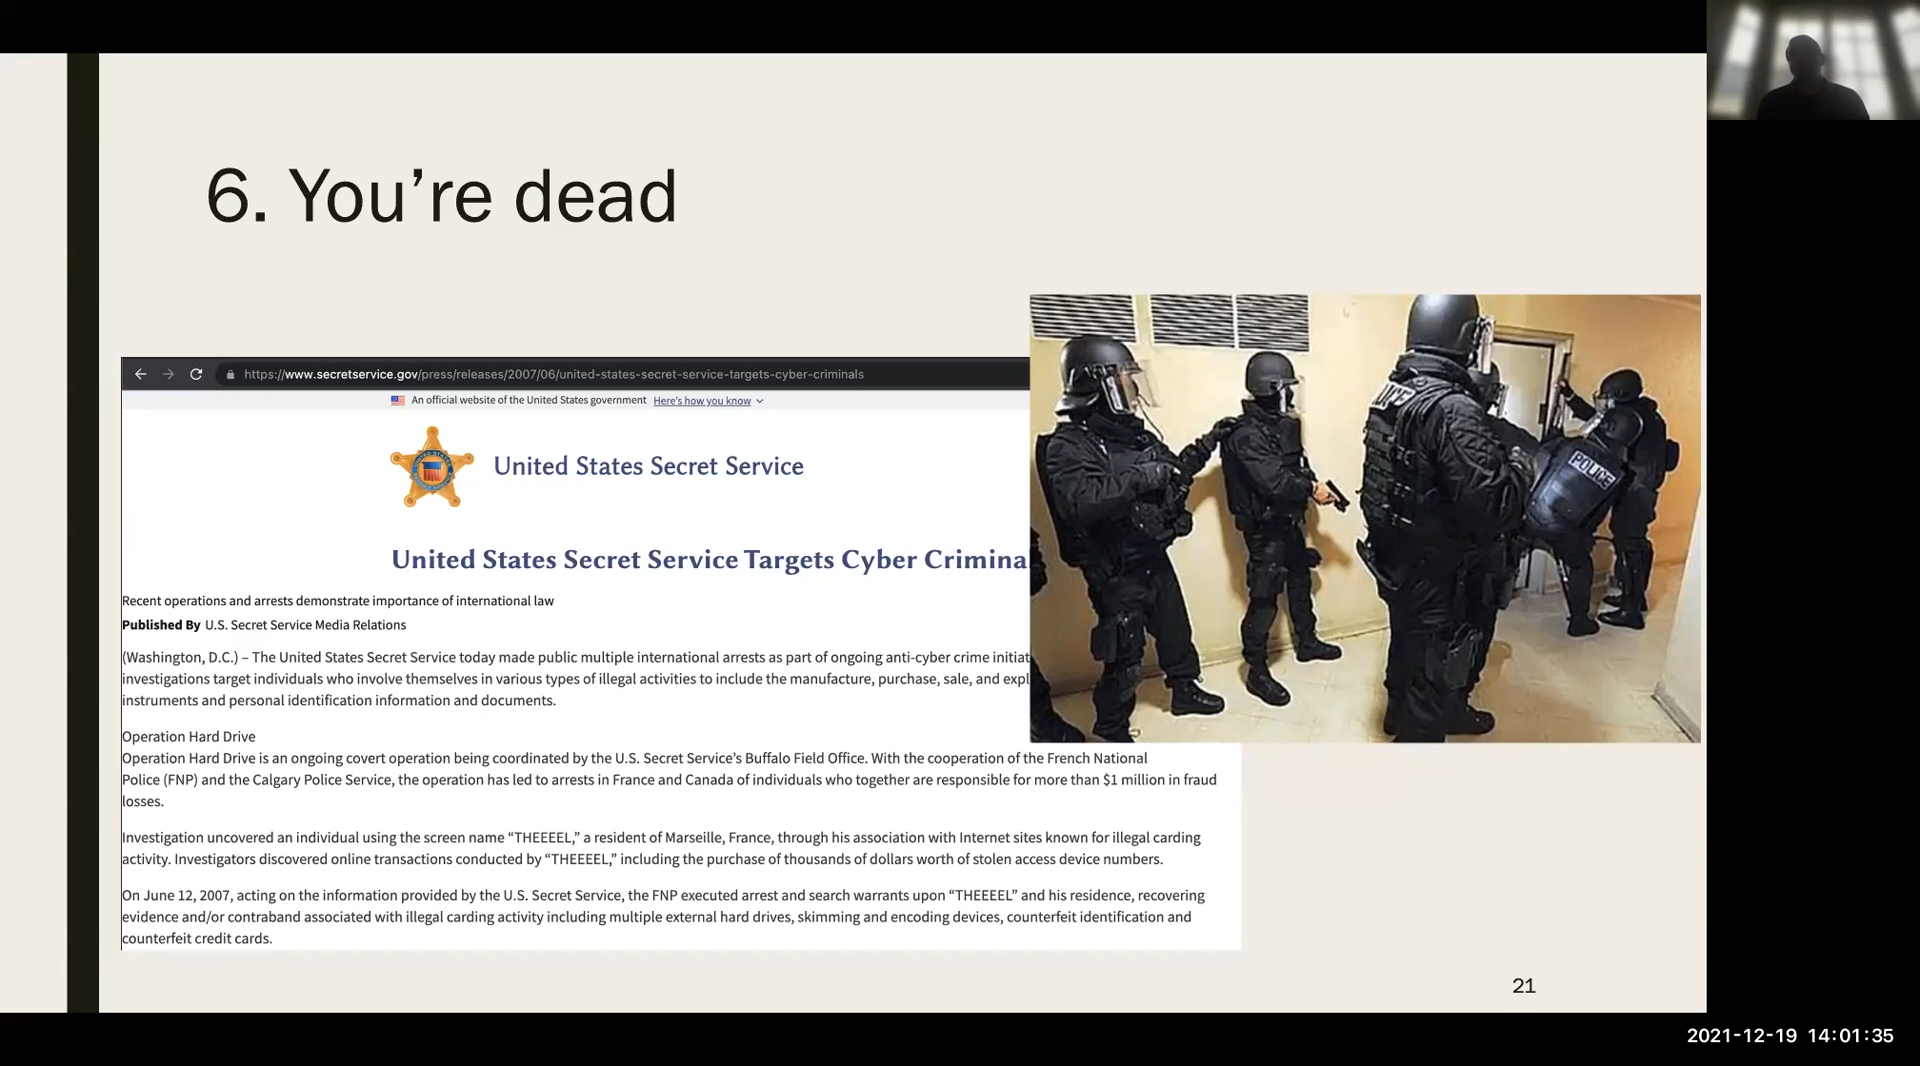 6. You’re dead
https://www.secretservice.gov/press/releases/2007/06/united-states-secret-service-targets-cyber-criminals
An official website of the United States government Here's how you know
United States Secret Service
United States Secret Service Targets Cyber Crimina
Recent operations and arrests demonstrate importance of international law
Published By U.S. Secret Service Media Relations
(Washington, D.C.) – The United States Secret Service today made public multiple international arrests as part of ongoing anti-cyber crime initiat
investigations target individuals who involve themselves in various types of illegal activities to include the manufacture, purchase, sale, and expl
instruments and personal identification information and documents.
Operation Hard Drive
Operation Hard Drive is an ongoing covert operation being coordinated by the U.S. Secret Service’s Buffalo Field Office. With the cooperation of the French National
Police (FNP) and the Calgary Police Service, the operation has led to arrests in France and Canada of individuals who together are responsible for more than $1 million in fraud
losses.
Investigation uncovered an individual using the screen name “THEEEEL,” a resident of Marseille, France, through his association with Internet sites known for illegal carding
activity. Investigators discovered online transactions conducted by “THEEEEL,” including the purchase of thousands of dollars worth of stolen access device numbers.
On June 12, 2007, acting on the information provided by the U.S. Secret Service, the FNP executed arrest and search warrants upon “THEEEEL” and his residence, recovering
evidence and/or contraband associated with illegal carding activity including multiple external hard drives, skimming and encoding devices, counterfeit identification and
counterfeit credit cards.
POLICE
21
2021-12-19 14:01:35